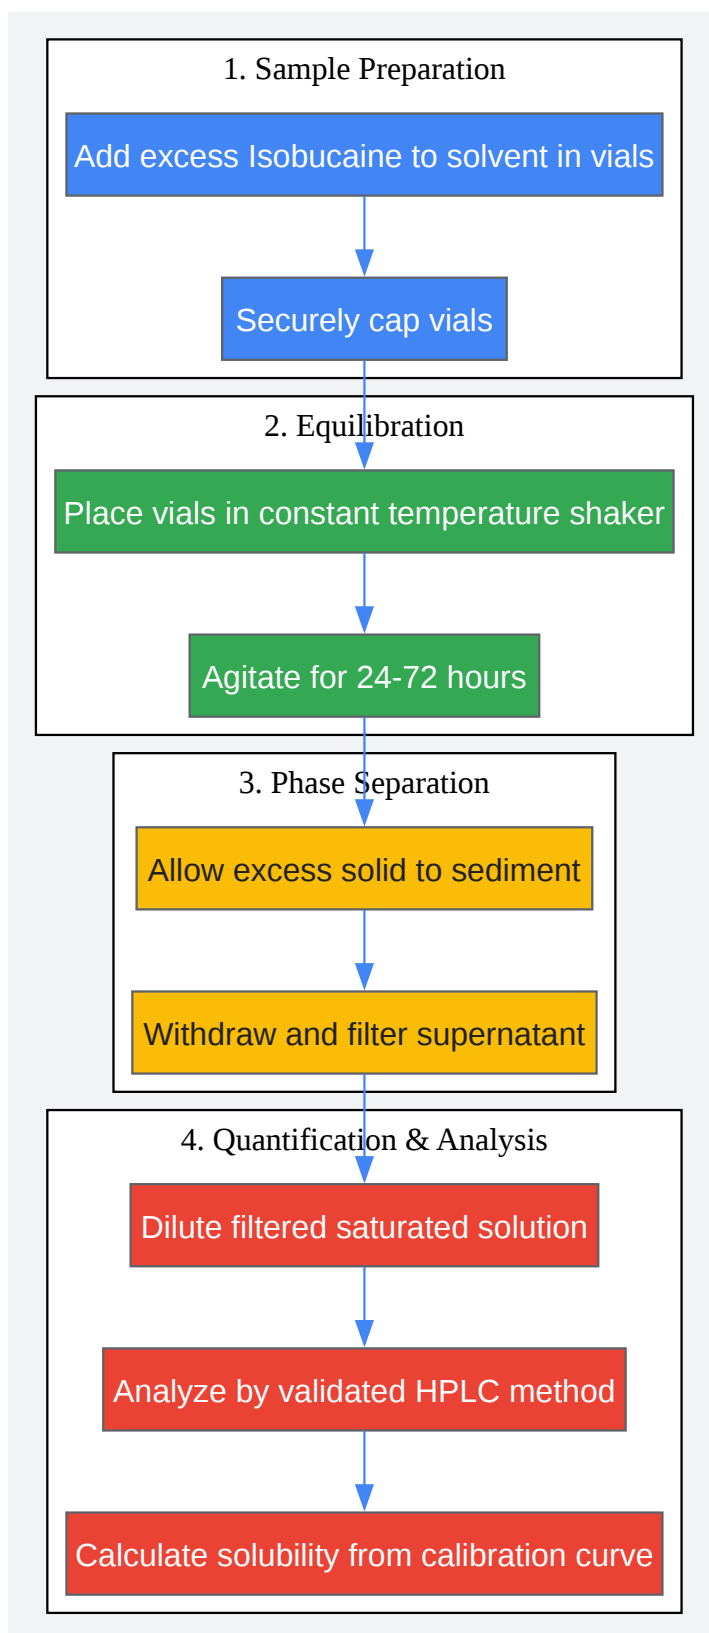 1. Sample Preparation
Add excess Isobucaine to solvent in vials
Securely cap vials
2. Equilibration
Place vials in constant temperature shaker
Agitate for 24-72 hours
3. Phase Separation
Allow excess solid to sediment
Withdraw and filter supernatant
4. Quantification & Analysis
Dilute filtered saturated solution
Analyze by validated HPLC method
Calculate solubility from calibration curve